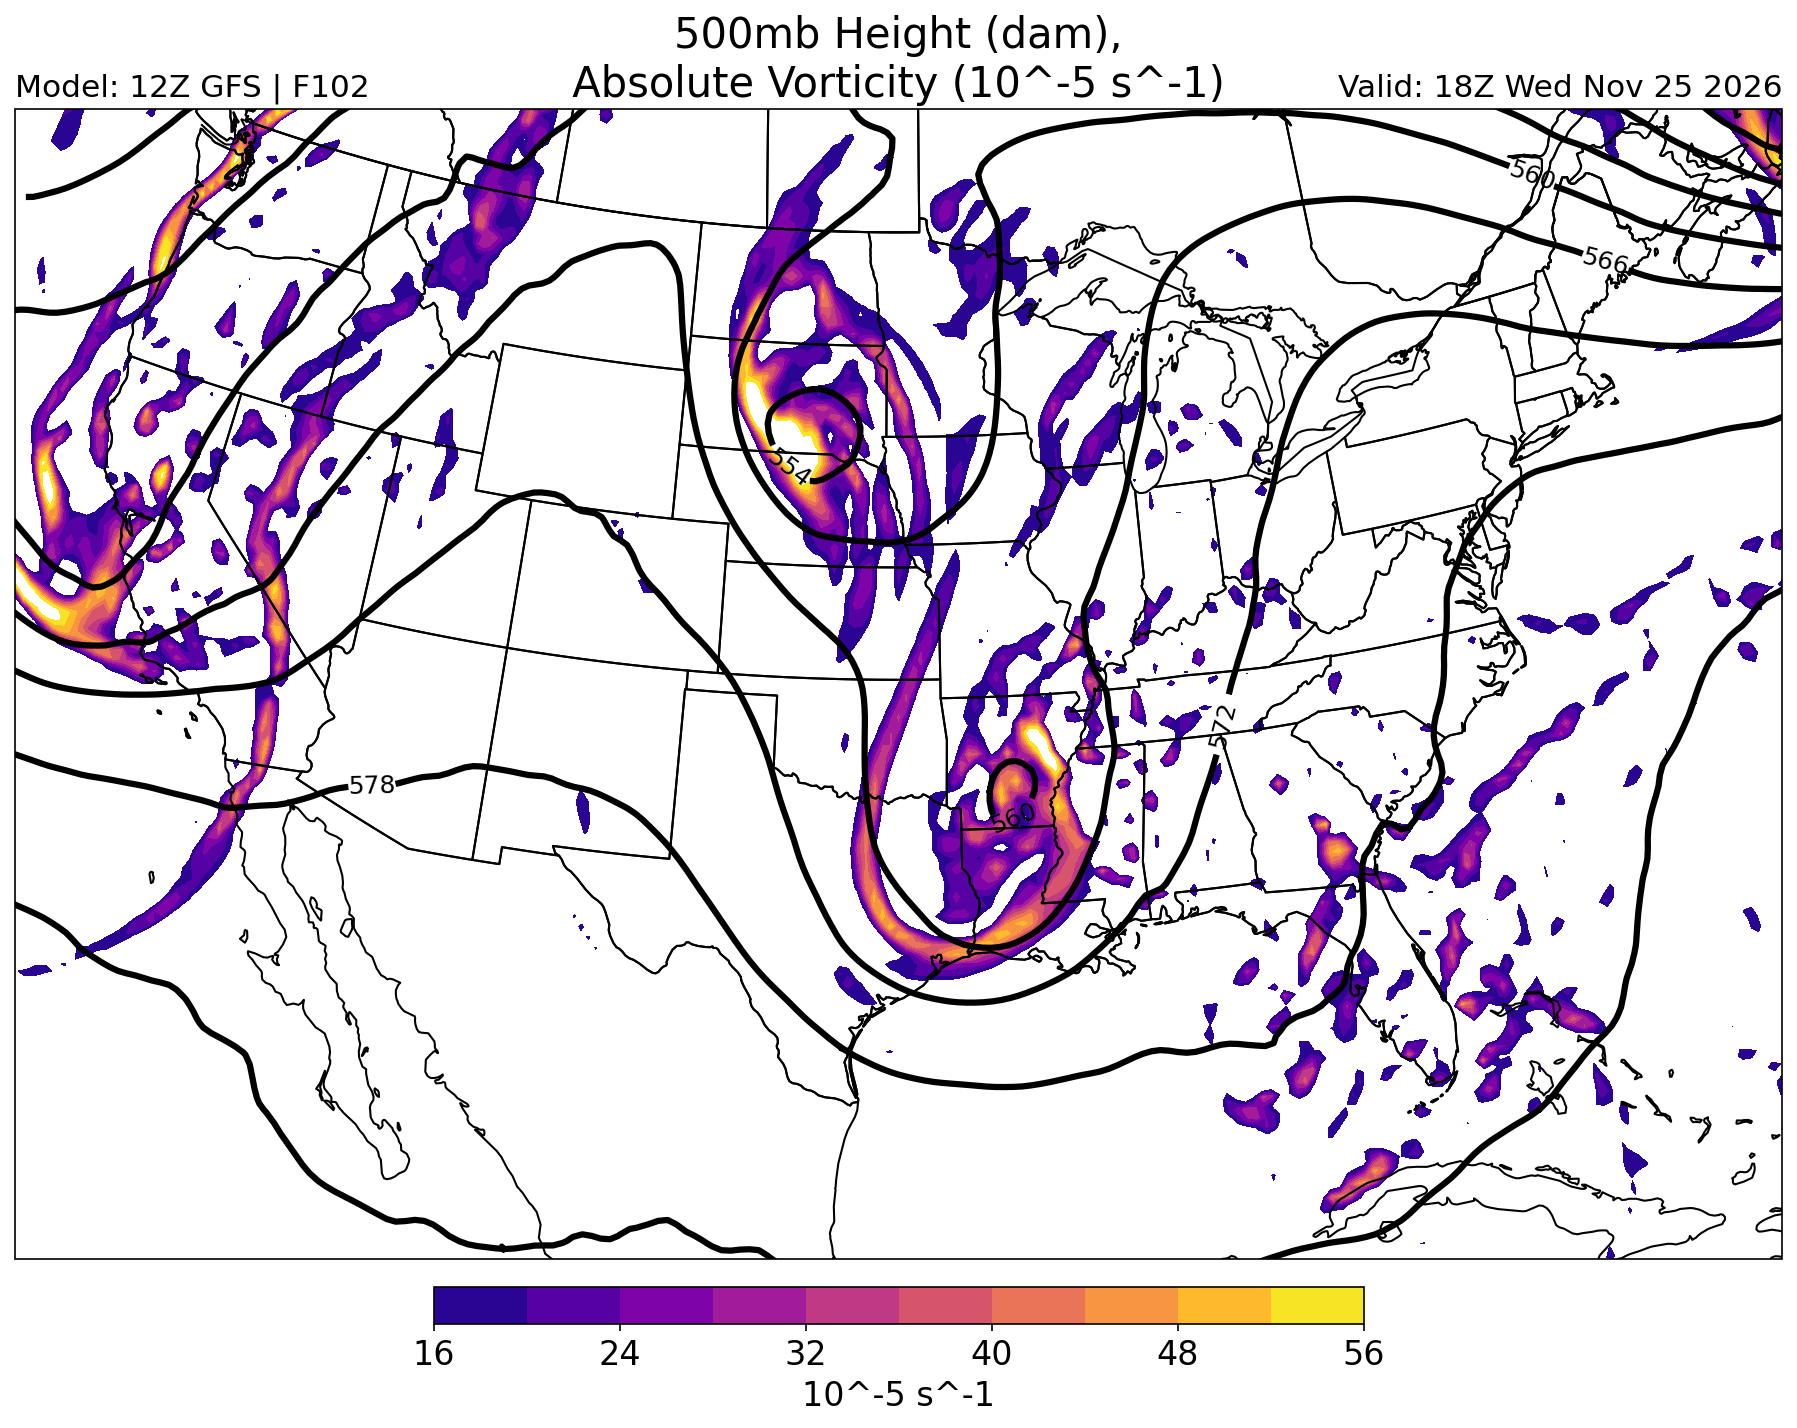 500mb Height (dam),
Model: 12Z GFS | F102
Absolute Vorticity (10^-5 s^-1)
Valid: 18Z Wed Nov 25 2026
560
566
554
572
578
560
16 24 32 40 48 56
10^-5 s^-1